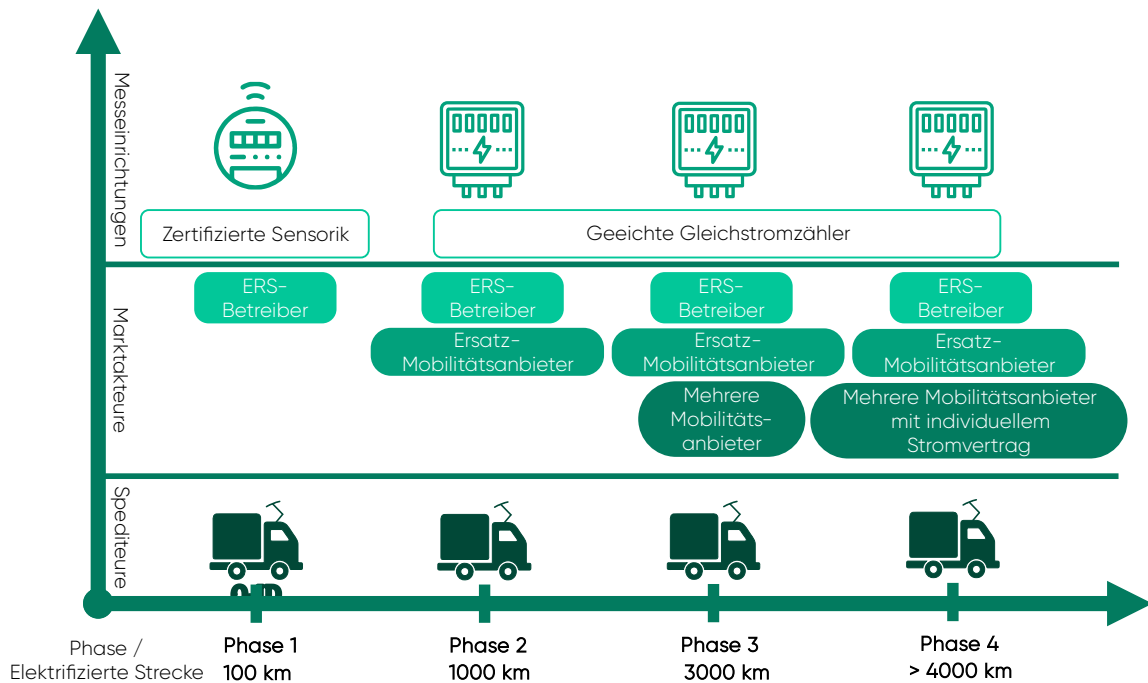 Messeinrichtungen
Zertifizierte Sensorik
Geeichte Gleichstromzähler
Marktakteure
ERS-
Betreiber
ERS-
Betreiber
Ersatz-
Mobilitätsanbieter
ERS-
Betreiber
Ersatz-
Mobilitätsanbieter
Mehrere
Mobilitäts-
anbieter
ERS-
Betreiber
Ersatz-
Mobilitätsanbieter
Mehrere Mobilitätsanbieter
mit individuellem
Stromvertrag
Spediteure
Phase /
Elektrifizierte Strecke
Phase 1
100 km
Phase 2
1000 km
Phase 3
3000 km
Phase 4
> 4000 km